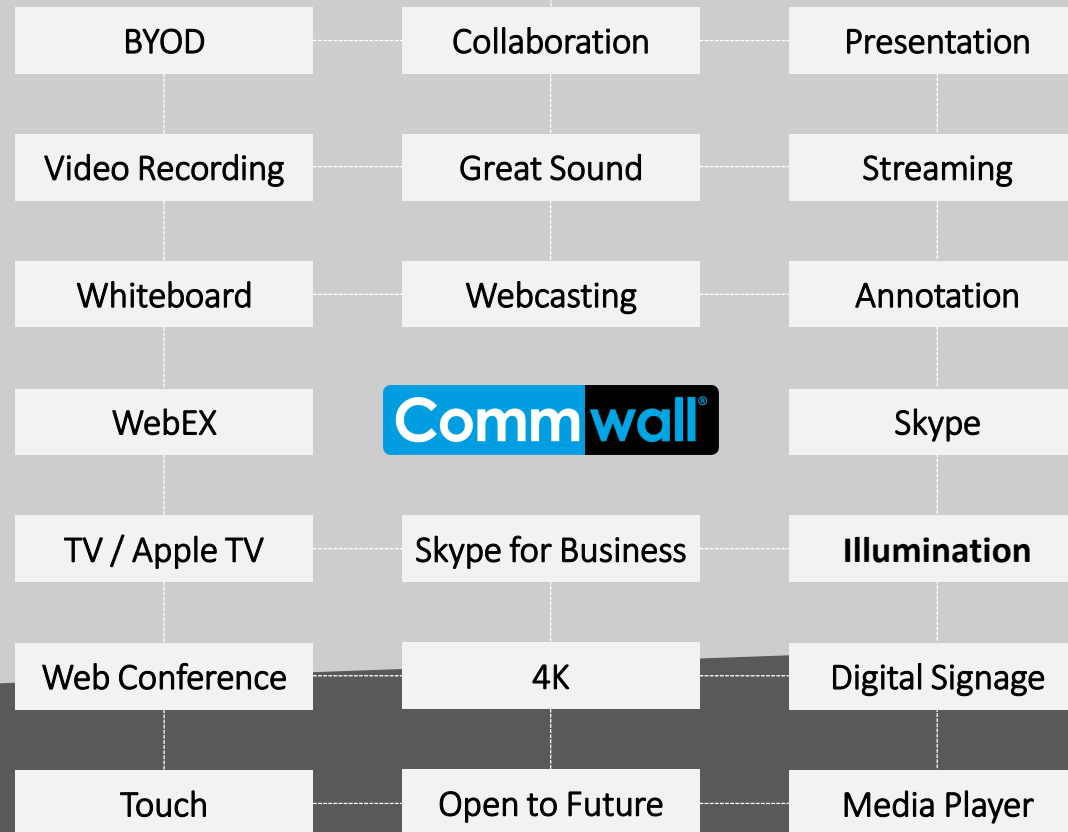 BYOD
Collaboration
Presentation
Video Recording
Great Sound
Streaming
Whiteboard
Webcasting
Annotation
WebEX
Commwall®
Skype
TV / Apple TV
Skype for Business
Illumination
Web Conference
4K
Digital Signage
Touch
Open to Future
Media Player